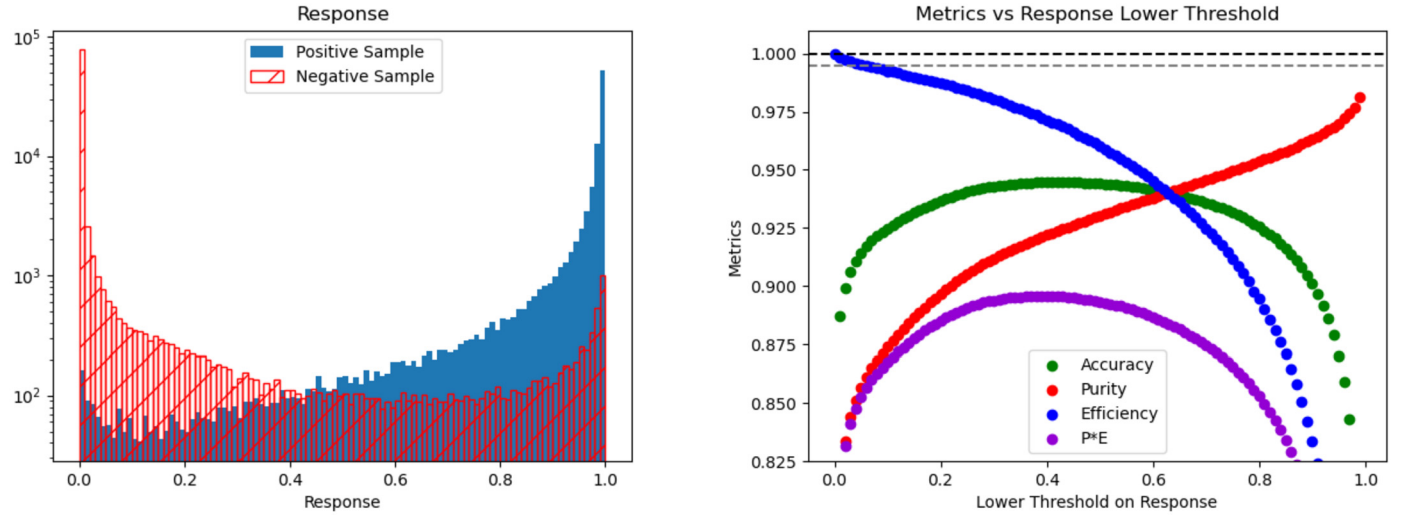 Response
10^5
10^4
10^3
10^2
Positive Sample
Negative Sample
0.0 0.2 0.4 0.6 0.8 1.0
Response
Metrics vs Response Lower Threshold
Metrics
1.000
0.975
0.950
0.925
0.900
0.875
0.850
0.825
Accuracy
Purity
Efficiency
P*E
0.0 0.2 0.4 0.6 0.8 1.0
Lower Threshold on Response